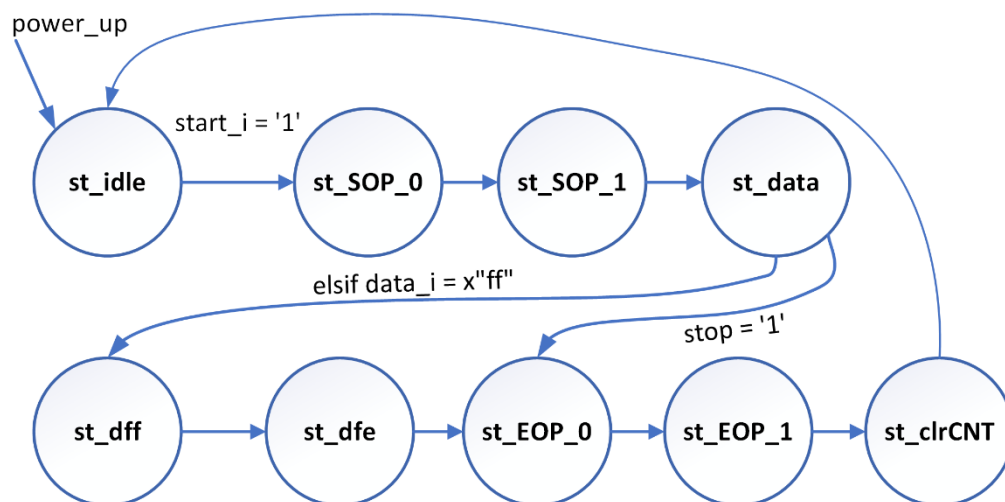 power_up
start_i = '1'
st_idle
st_SOP_0
st_SOP_1
st_data
elsif data_i = x"ff"
stop = '1'
st_dff
st_dfe
st_EOP_0
st_EOP_1
st_clrCNT